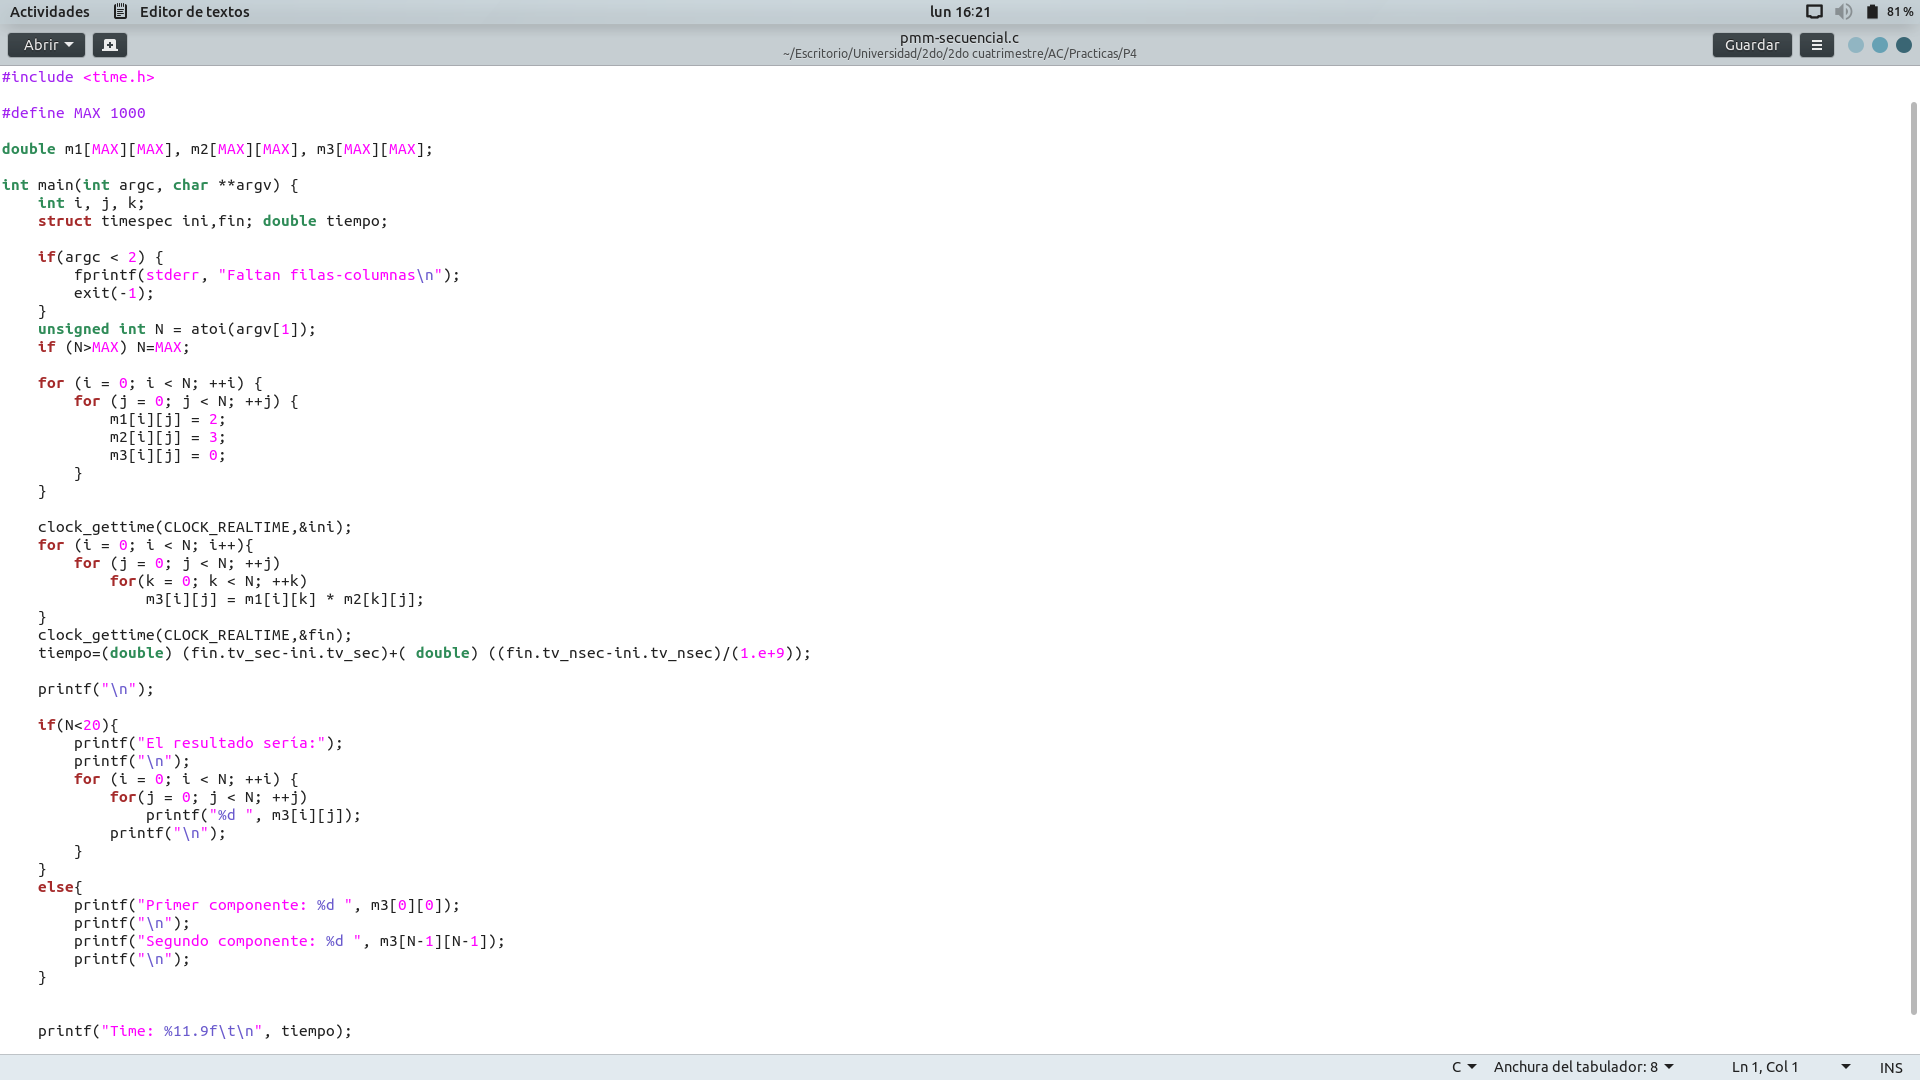 Actividades Editor de textos lun 16:21 81%
Abrir pmm-secuencial.c Guardar
~/Escritorio/Universidad/2do/2do cuatrimestre/AC/Practicas/P4
#include <time.h>

#define MAX 1000

double m1[MAX][MAX], m2[MAX][MAX], m3[MAX][MAX];

int main(int argc, char **argv) {
    int i, j, k;
    struct timespec ini,fin; double tiempo;

    if(argc < 2) {
        fprintf(stderr, "Faltan filas-columnas\n");
        exit(-1);
    }
    unsigned int N = atoi(argv[1]);
    if (N>MAX) N=MAX;

    for (i = 0; i < N; ++i) {
        for (j = 0; j < N; ++j) {
            m1[i][j] = 2;
            m2[i][j] = 3;
            m3[i][j] = 0;
        }
    }

    clock_gettime(CLOCK_REALTIME,&ini);
    for (i = 0; i < N; i++){
        for (j = 0; j < N; ++j)
            for(k = 0; k < N; ++k)
                m3[i][j] = m1[i][k] * m2[k][j];
    }
    clock_gettime(CLOCK_REALTIME,&fin);
    tiempo=(double) (fin.tv_sec-ini.tv_sec)+( double) ((fin.tv_nsec-ini.tv_nsec)/(1.e+9));

    printf("\n");

    if(N<20){
        printf("El resultado sería:");
        printf("\n");
        for (i = 0; i < N; ++i) {
            for(j = 0; j < N; ++j)
                printf("%d ", m3[i][j]);
            printf("\n");
        }
    }
    else{
        printf("Primer componente: %d ", m3[0][0]);
        printf("\n");
        printf("Segundo componente: %d ", m3[N-1][N-1]);
        printf("\n");
    }


    printf("Time: %11.9f\t\n", tiempo);
C Anchura del tabulador: 8 Ln 1, Col 1 INS